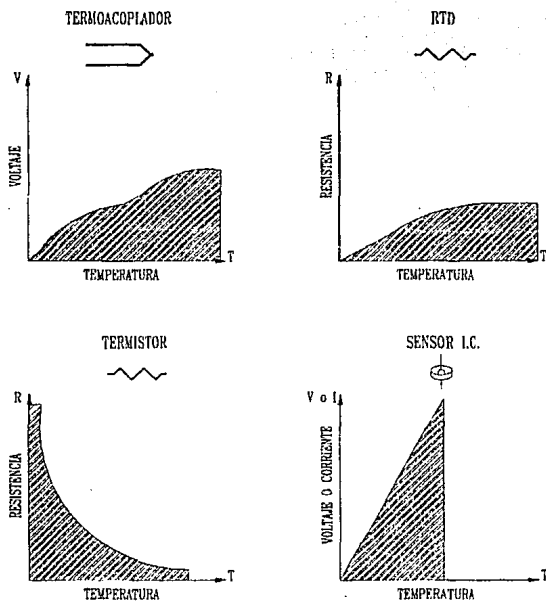 TERMOACOPLADOR
V
VOLTAJE
T
TEMPERATURA
RTD
R
RESISTENCIA
T
TEMPERATURA
TERMISTOR
R
RESISTENCIA
T
TEMPERATURA
SENSOR I.C.
V o I
VOLTAJE O CORRIENTE
T
TEMPERATURA